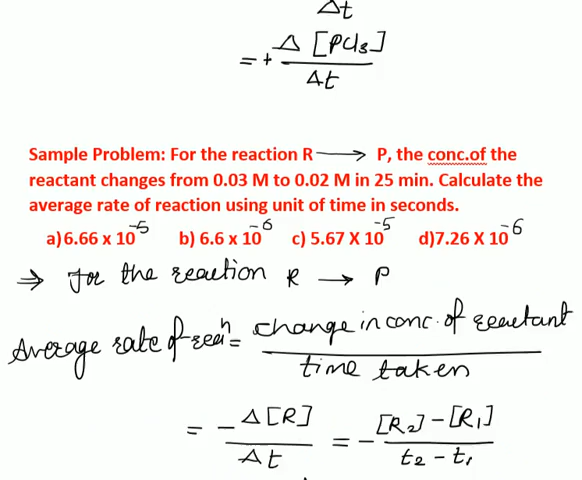 Δt
= + Δ [PCl₃] / Δt
Sample Problem: For the reaction R ⟶ P, the conc.of the
reactant changes from 0.03 M to 0.02 M in 25 min. Calculate the
average rate of reaction using unit of time in seconds.
a)6.66 x 10⁻⁵ b) 6.6 x 10⁻⁶ c) 5.67 X 10⁻⁵ d)7.26 X 10⁻⁶
⇒ For the reaction R ⟶ P
Average rate of reaⁿ = change in conc. of reactant / time taken
= - Δ[R] / Δt = - [R₂] - [R₁] / t₂ - t₁